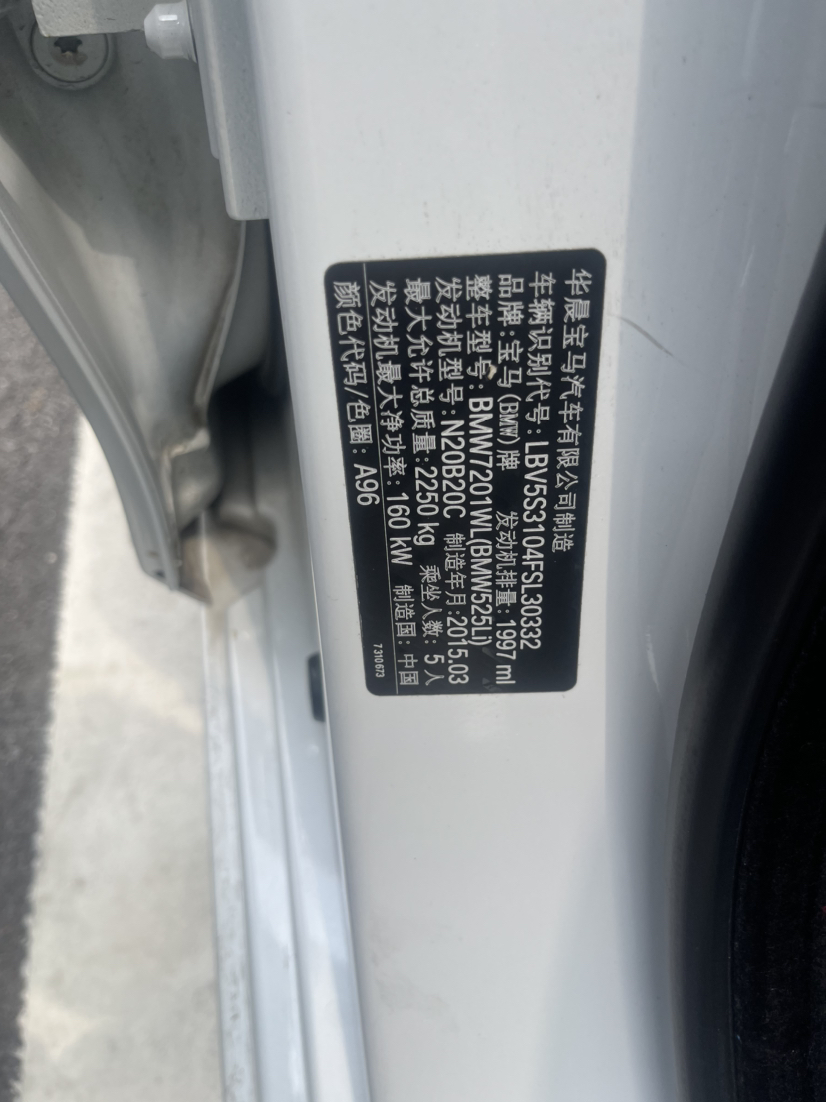 华晨宝马汽车有限公司制造
车辆识别代号:LBV5S3104FSL30332
品牌:宝马(BMW)牌 发动机排量:1997 ml
整车型号:BMW7201WL(BMW525Li)
发动机型号:N20B20C 制造年月:2015.03
最大允许总质量:2250 kg 乘坐人数:5人
发动机最大净功率:160 kW 制造国:中国
颜色代码/色圈:A96 7 310 673